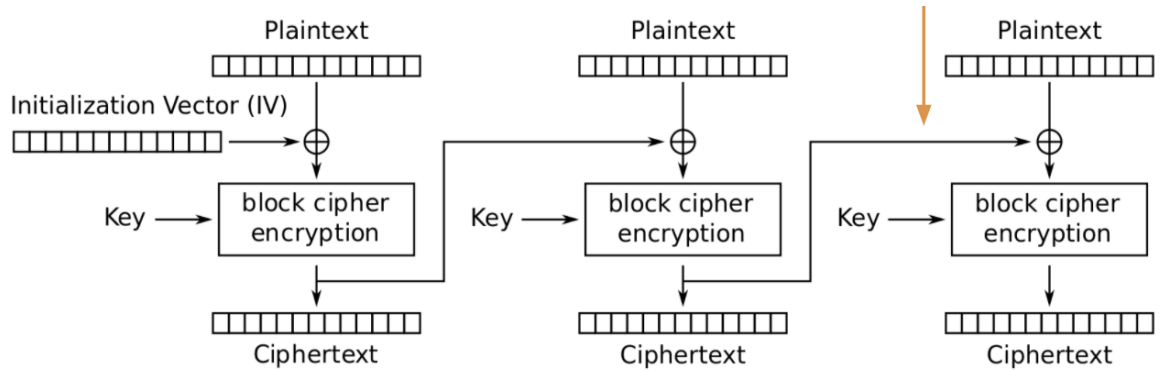 Plaintext
Plaintext
Plaintext
Initialization Vector (IV)
Key
block cipher
encryption
Key
block cipher
encryption
Key
block cipher
encryption
Ciphertext
Ciphertext
Ciphertext